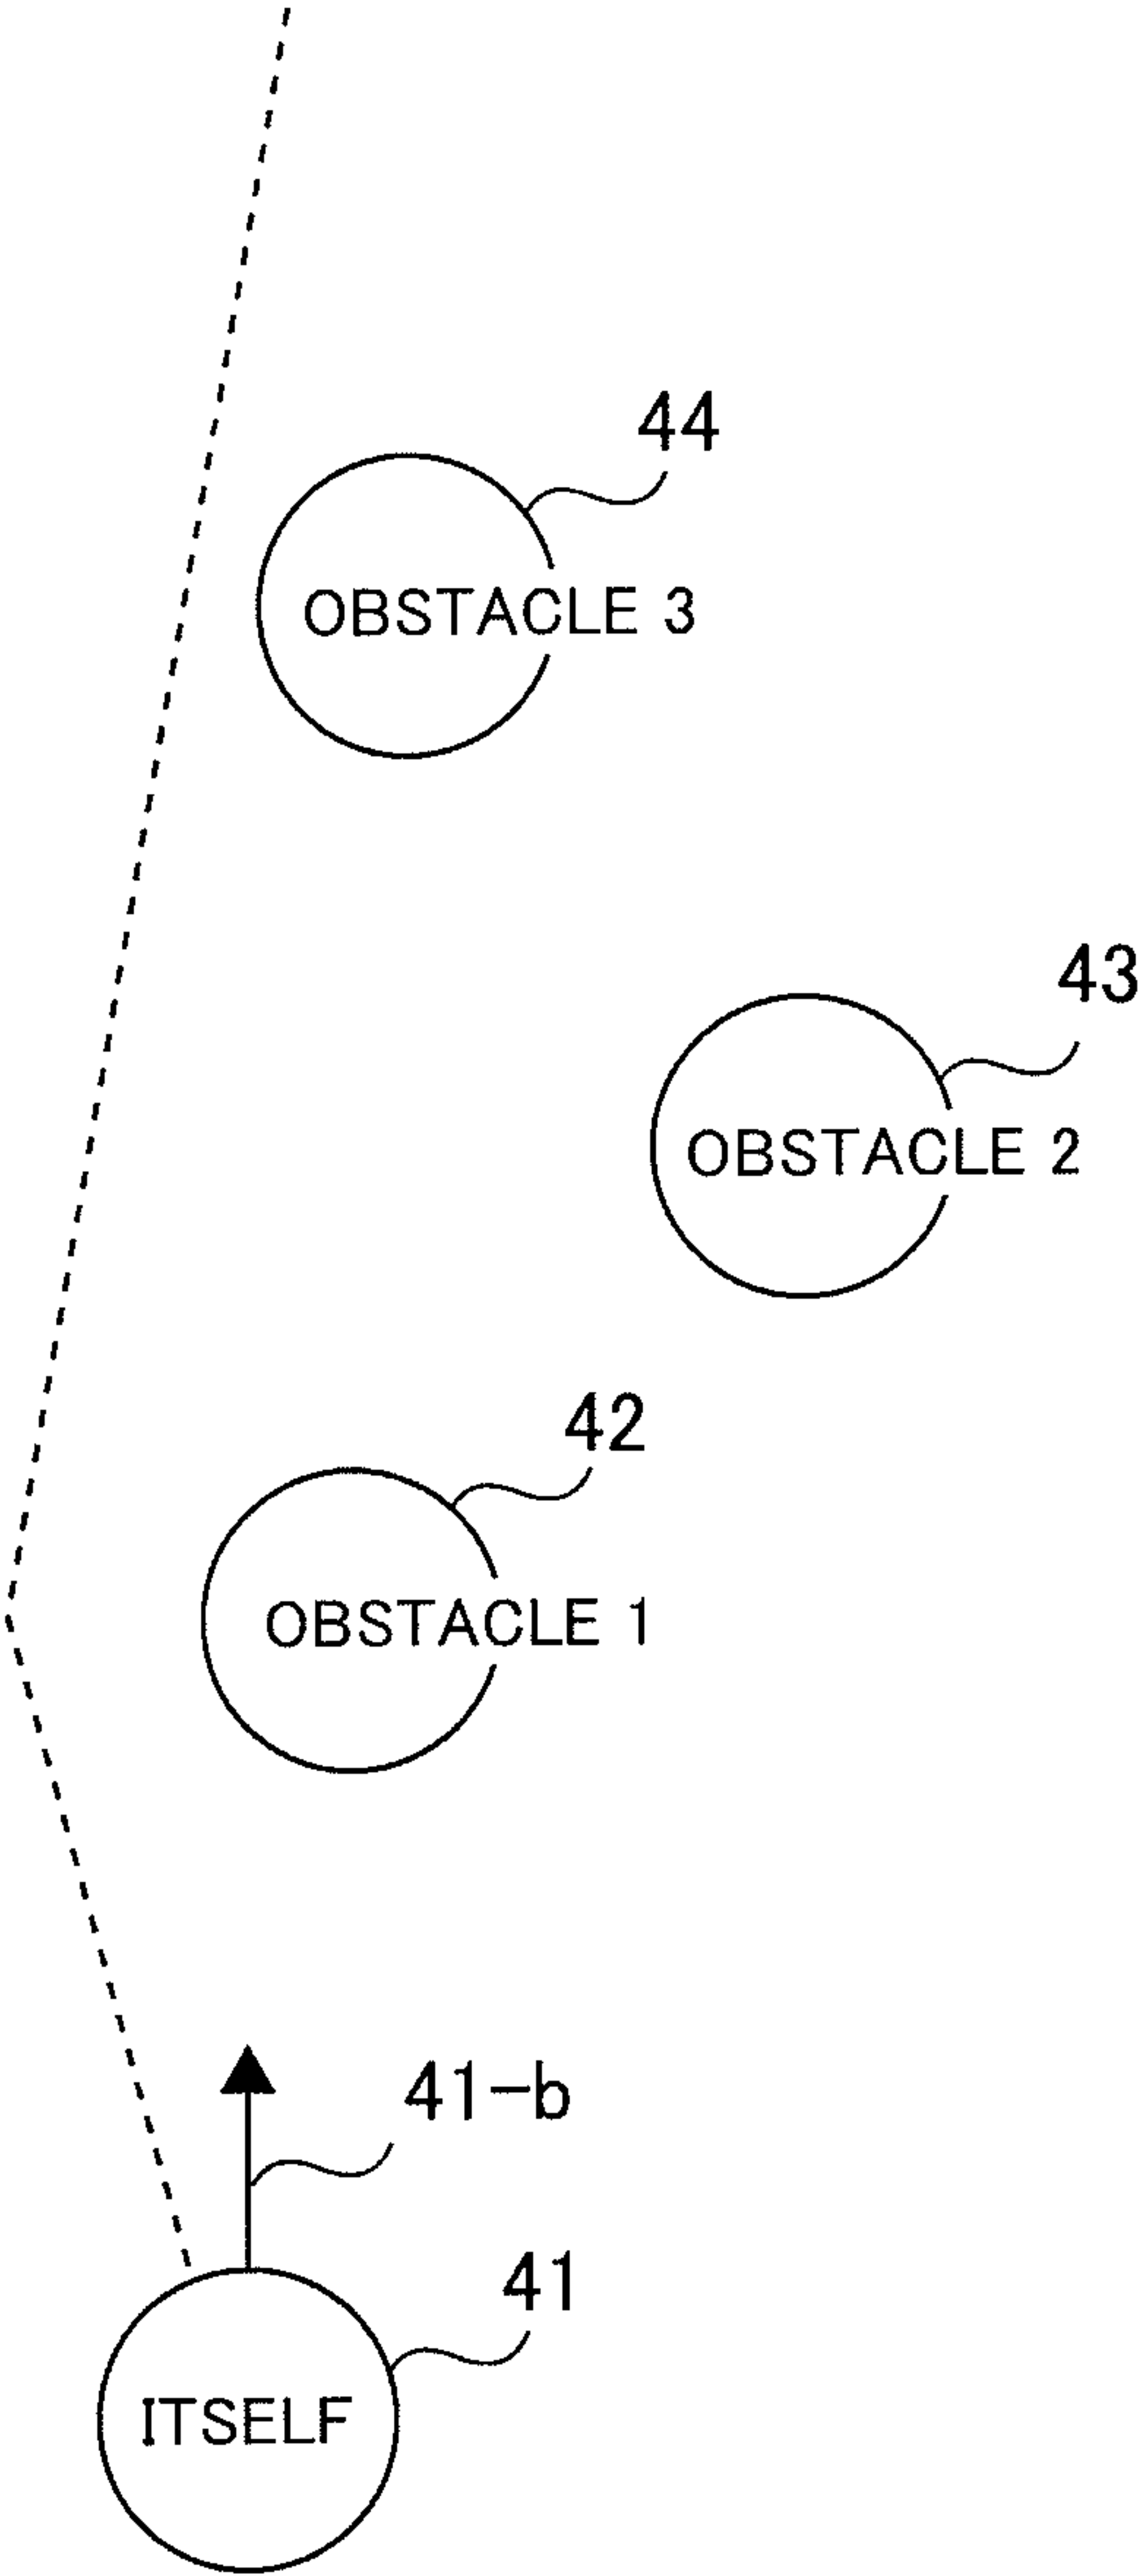 44
OBSTACLE 3
43
OBSTACLE 2
42
OBSTACLE 1
41-b
41
ITSELF